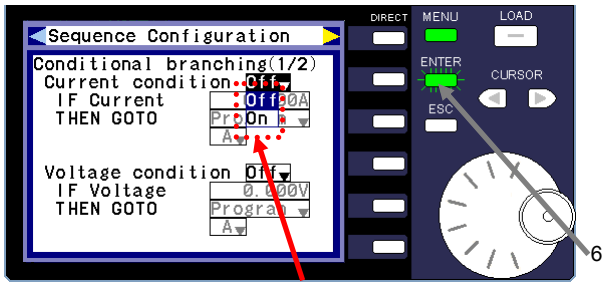 DIRECT MENU LOAD
Sequence Configuration
Conditional branching(1/2)
Current condition Off
IF Current Off 0A
THEN GOTO On
A
Voltage condition Off
IF Voltage 0.000V
THEN GOTO Program
A
ENTER
CURSOR
ESC
6